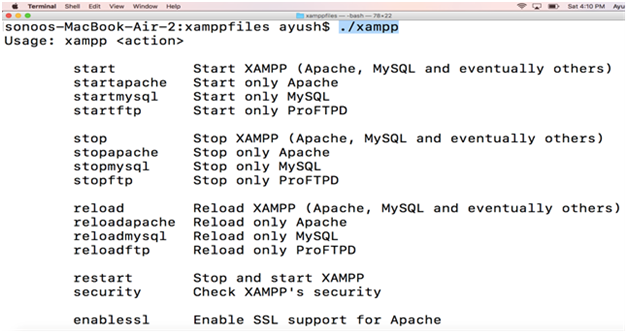 Terminal Shell Edit View Window Help Sat 4:10 PM Ayu
xamppfiles — -bash — 78×22
sonoos-MacBook-Air-2:xamppfiles ayush$ ./xampp
Usage: xampp <action>
start Start XAMPP (Apache, MySQL and eventually others)
startapache Start only Apache
startmysql Start only MySQL
startftp Start only ProFTPD
stop Stop XAMPP (Apache, MySQL and eventually others)
stopapache Stop only Apache
stopmysql Stop only MySQL
stopftp Stop only ProFTPD
reload Reload XAMPP (Apache, MySQL and eventually others)
reloadapache Reload only Apache
reloadmysql Reload only MySQL
reloadftp Reload only ProFTPD
restart Stop and start XAMPP
security Check XAMPP's security
enablessl Enable SSL support for Apache